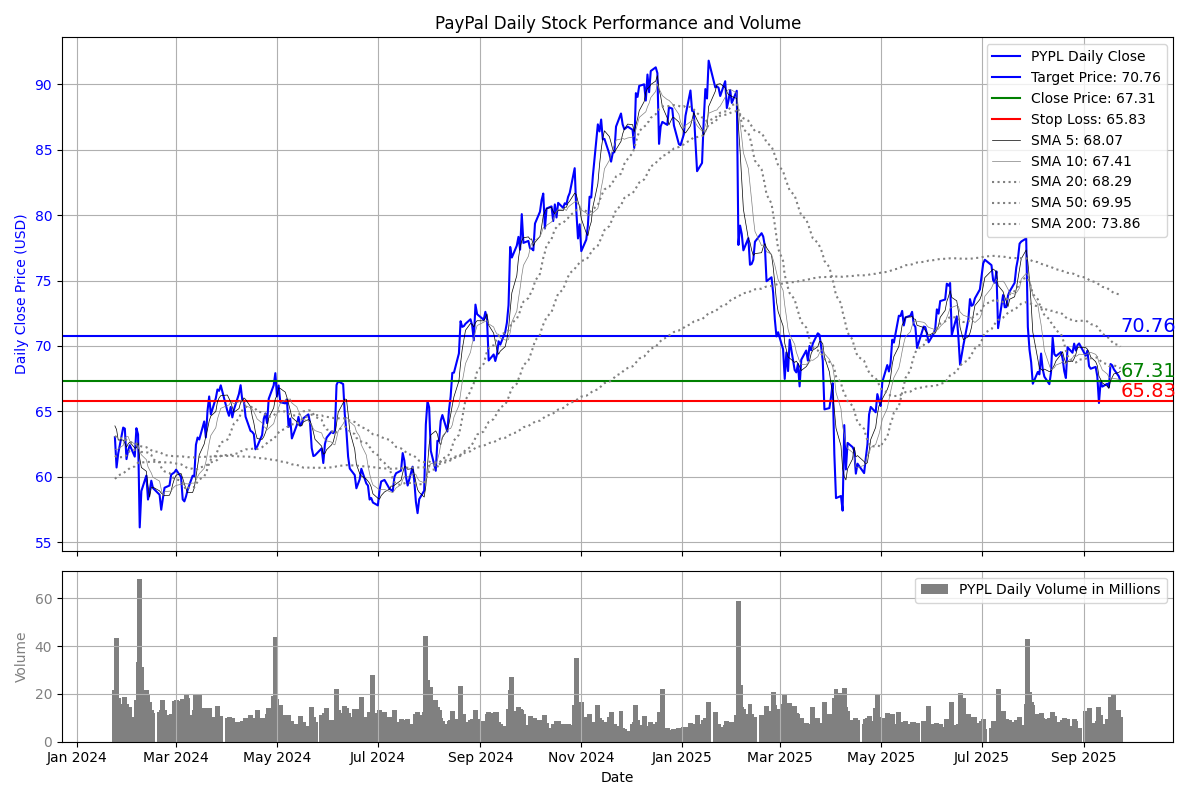 PayPal Daily Stock Performance and Volume
Daily Close Price (USD)
90
85
80
75
70
65
60
55
PYPL Daily Close
Target Price: 70.76
Close Price: 67.31
Stop Loss: 65.83
SMA 5: 68.07
SMA 10: 67.41
SMA 20: 68.29
SMA 50: 69.95
SMA 200: 73.86
70.76
67.31
65.83
Volume
60
40
20
0
PYPL Daily Volume in Millions
Jan 2024 Mar 2024 May 2024 Jul 2024 Sep 2024 Nov 2024 Jan 2025 Mar 2025 May 2025 Jul 2025 Sep 2025
Date